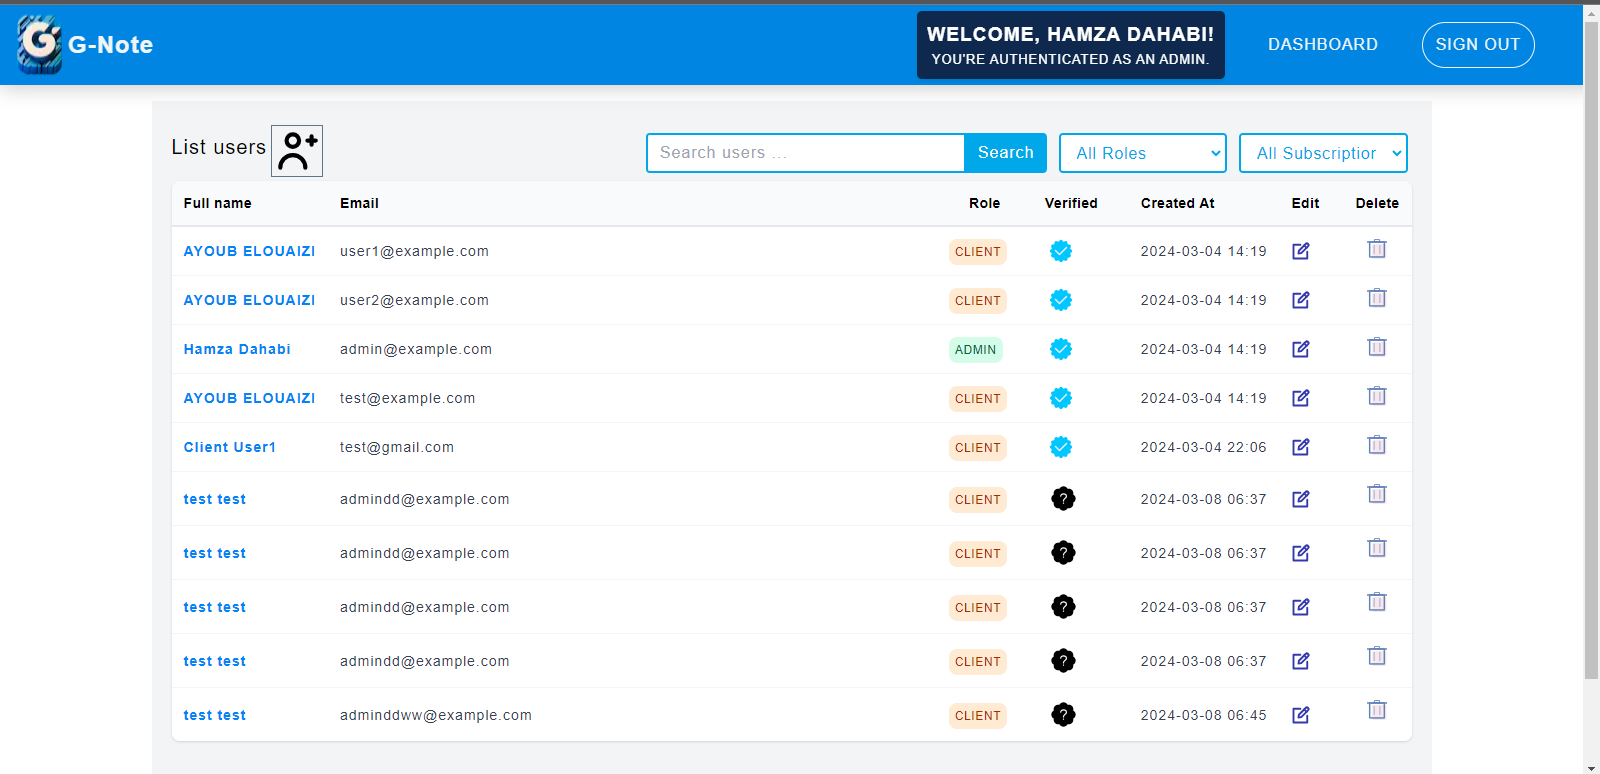 G-Note
WELCOME, HAMZA DAHABI!
YOU'RE AUTHENTICATED AS AN ADMIN.
DASHBOARD
SIGN OUT
List users
Search users ...
Search
All Roles
All Subscription
Full name Email Role Verified Created At Edit Delete
AYOUB ELOUAIZI user1@example.com CLIENT 2024-03-04 14:19
AYOUB ELOUAIZI user2@example.com CLIENT 2024-03-04 14:19
Hamza Dahabi admin@example.com ADMIN 2024-03-04 14:19
AYOUB ELOUAIZI test@example.com CLIENT 2024-03-04 14:19
Client User1 test@gmail.com CLIENT 2024-03-04 22:06
test test admindd@example.com CLIENT ? 2024-03-08 06:37
test test admindd@example.com CLIENT ? 2024-03-08 06:37
test test admindd@example.com CLIENT ? 2024-03-08 06:37
test test admindd@example.com CLIENT ? 2024-03-08 06:37
test test adminddww@example.com CLIENT ? 2024-03-08 06:45